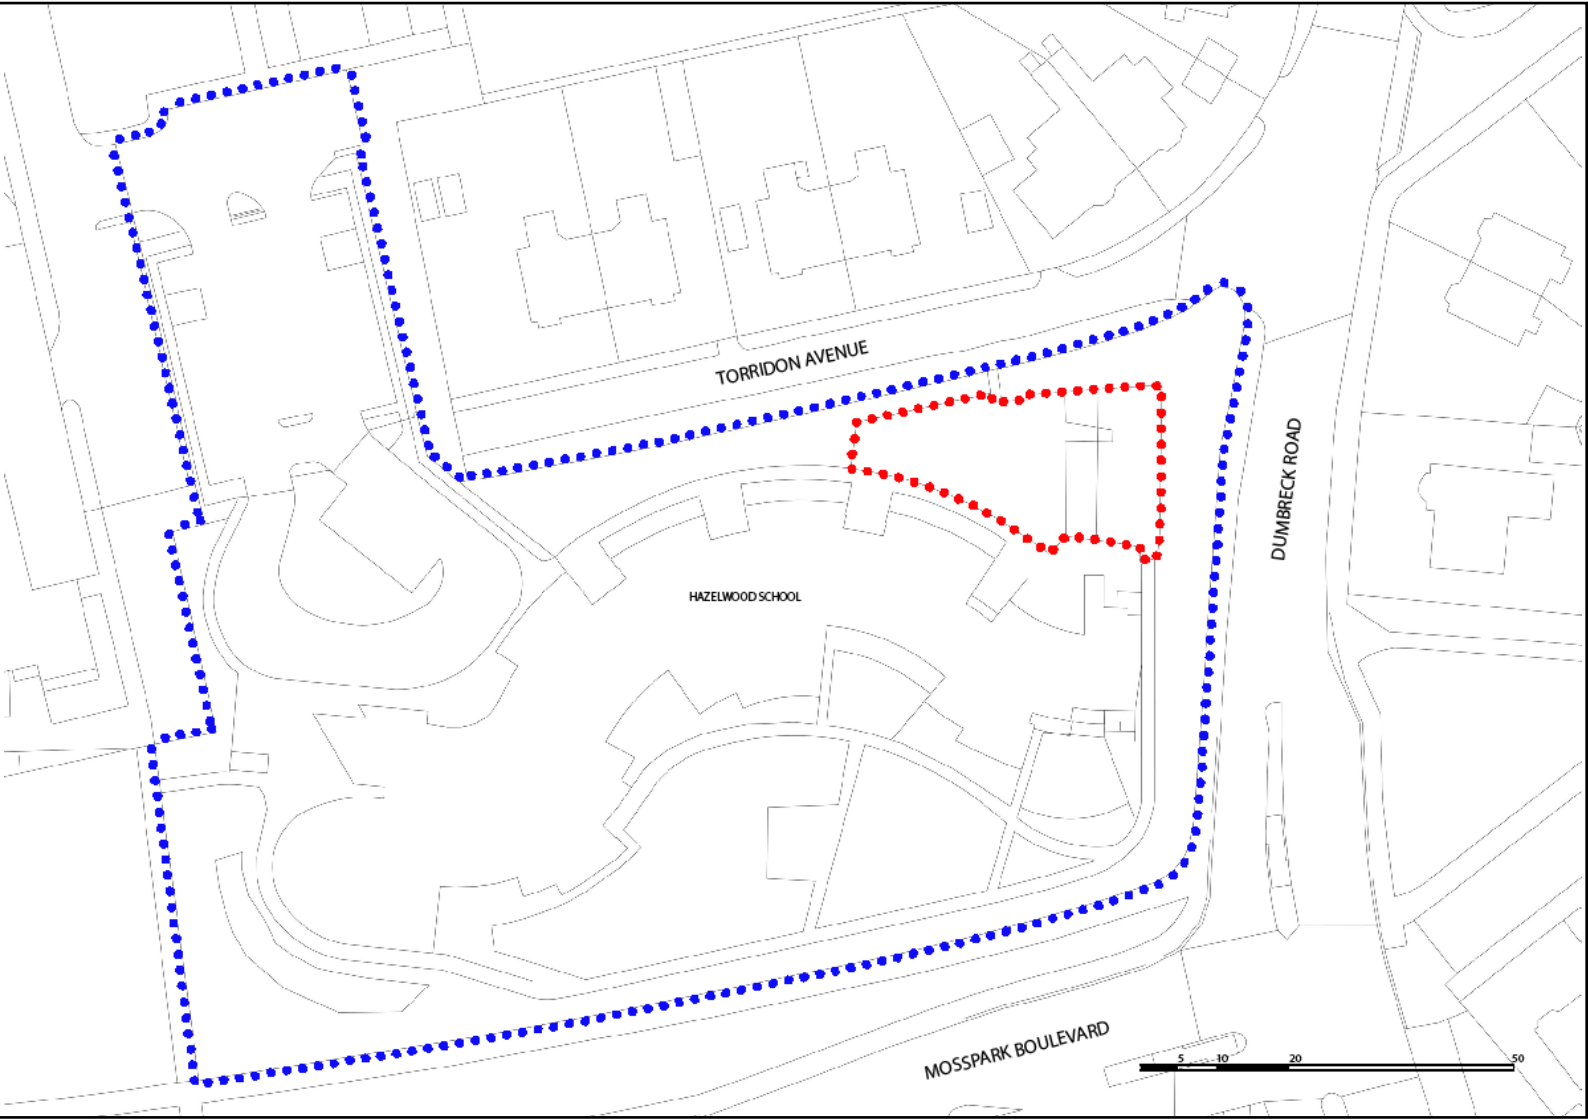 TORRIDON AVENUE
DUMBRECK ROAD
HAZELWOOD SCHOOL
MOSSPARK BOULEVARD
5 10 20 50